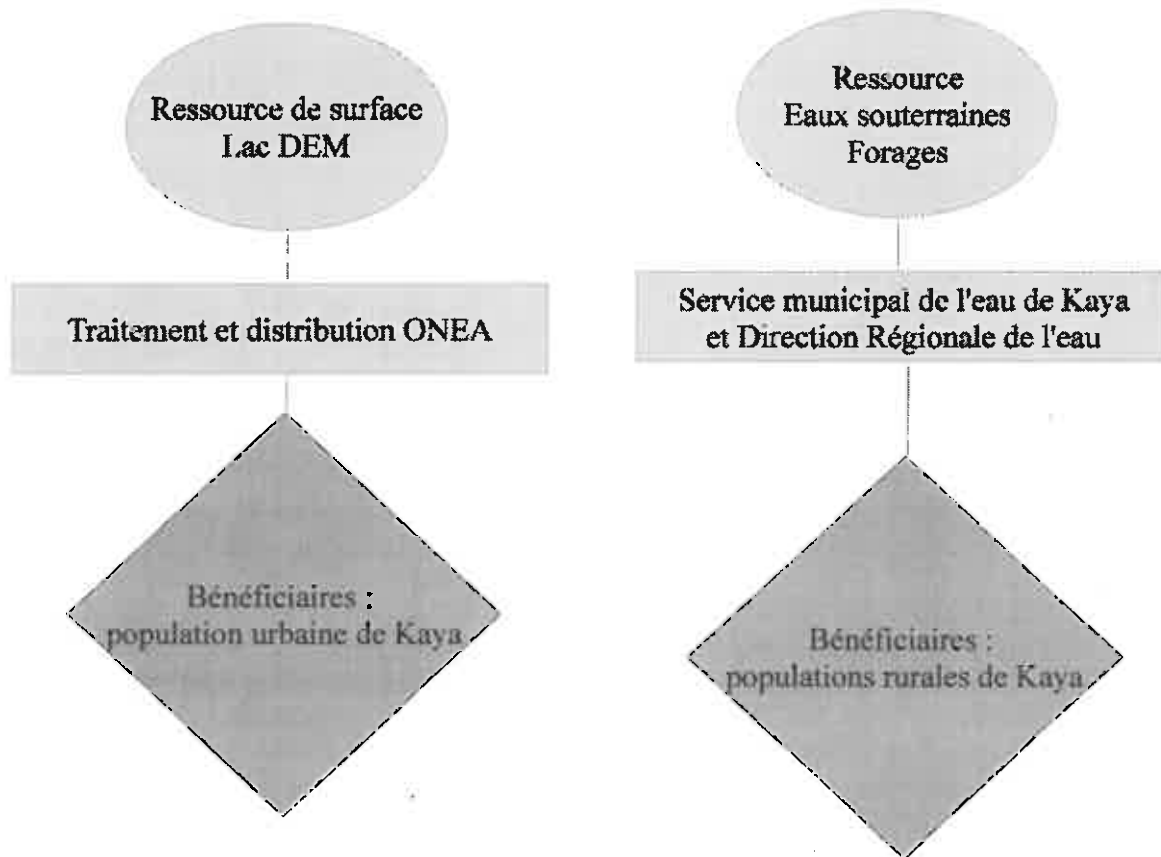 Ressource de surface
Lac DEM
Traitement et distribution ONEA
Bénéficiaires :
population urbaine de Kaya
Ressource
Eaux souterraines
Forages
Service municipal de l'eau de Kaya
et Direction Régionale de l'eau
Bénéficiaires :
populations rurales de Kaya